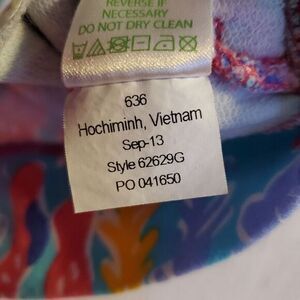 REVERSE IF
NECESSARY
DO NOT DRY CLEAN
636
Hochiminh, Vietnam
Sep-13
Style 62629G
PO 041650